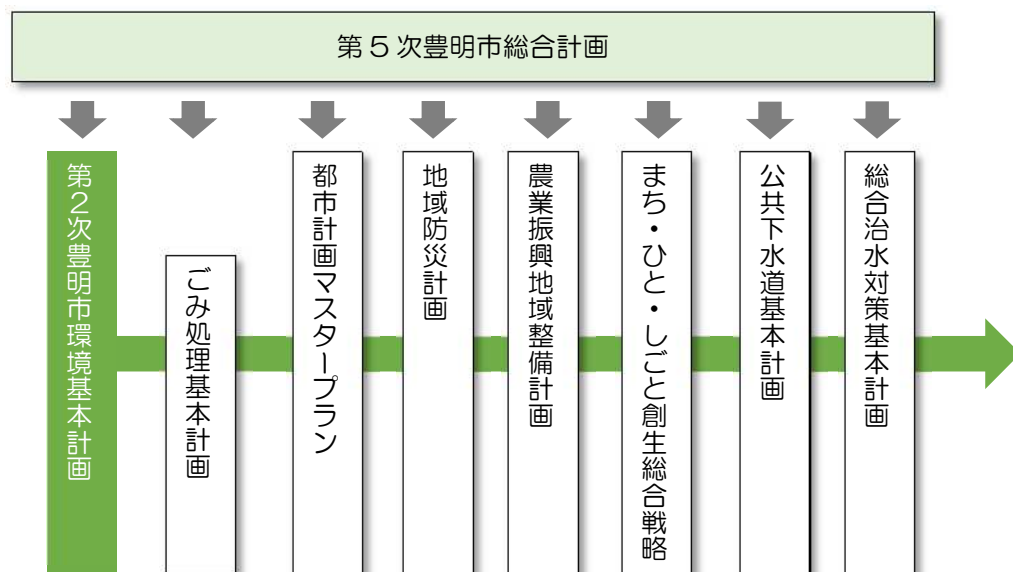 第５次豊明市総合計画
第２次豊明市環境基本計画
ごみ処理基本計画
都市計画マスタープラン
地域防災計画
農業振興地域整備計画
まち・ひと・しごと創生総合戦略
公共下水道基本計画
総合治水対策基本計画